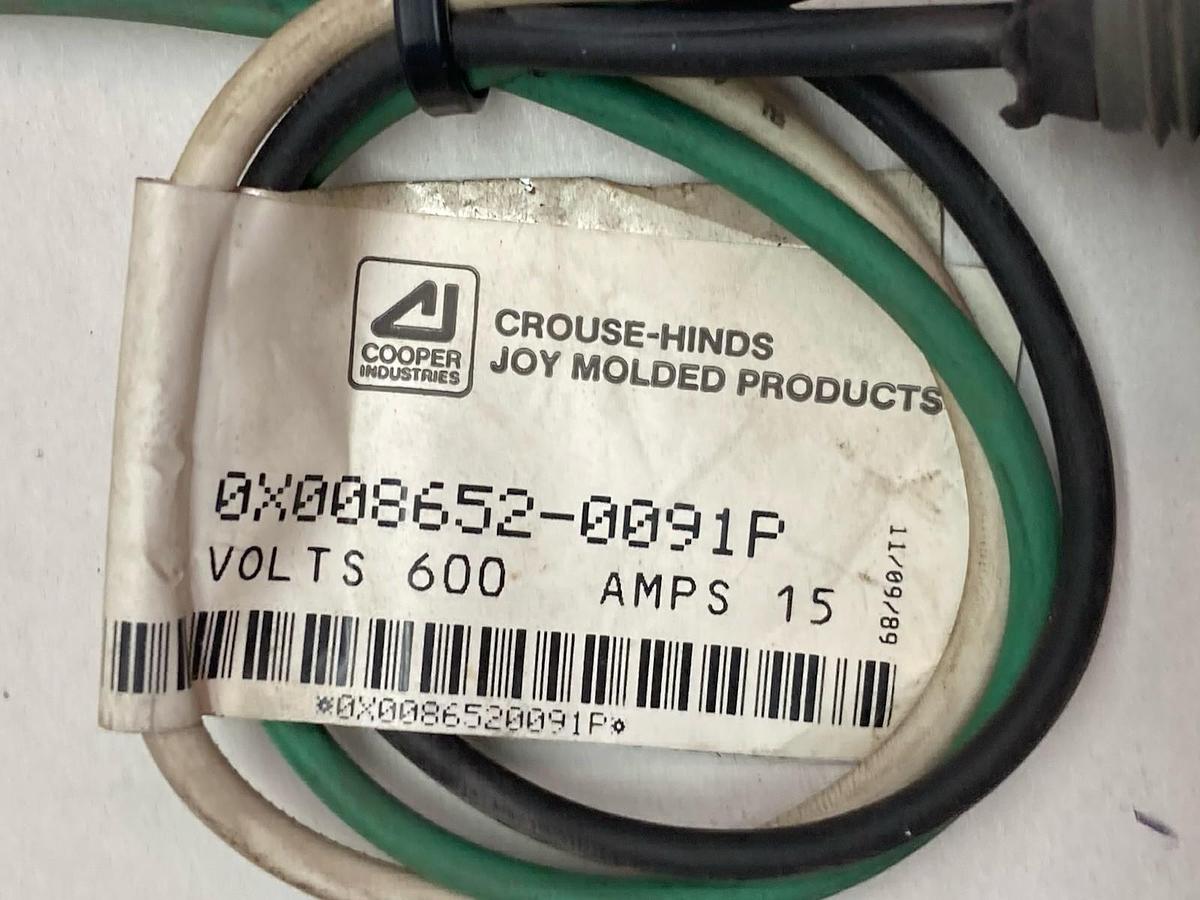 COOPER
INDUSTRIES
CROUSE-HINDS
JOY MOLDED PRODUCTS
0X008652-0091P
VOLTS 600 AMPS 15
11/09/89
*0X0086520091P*